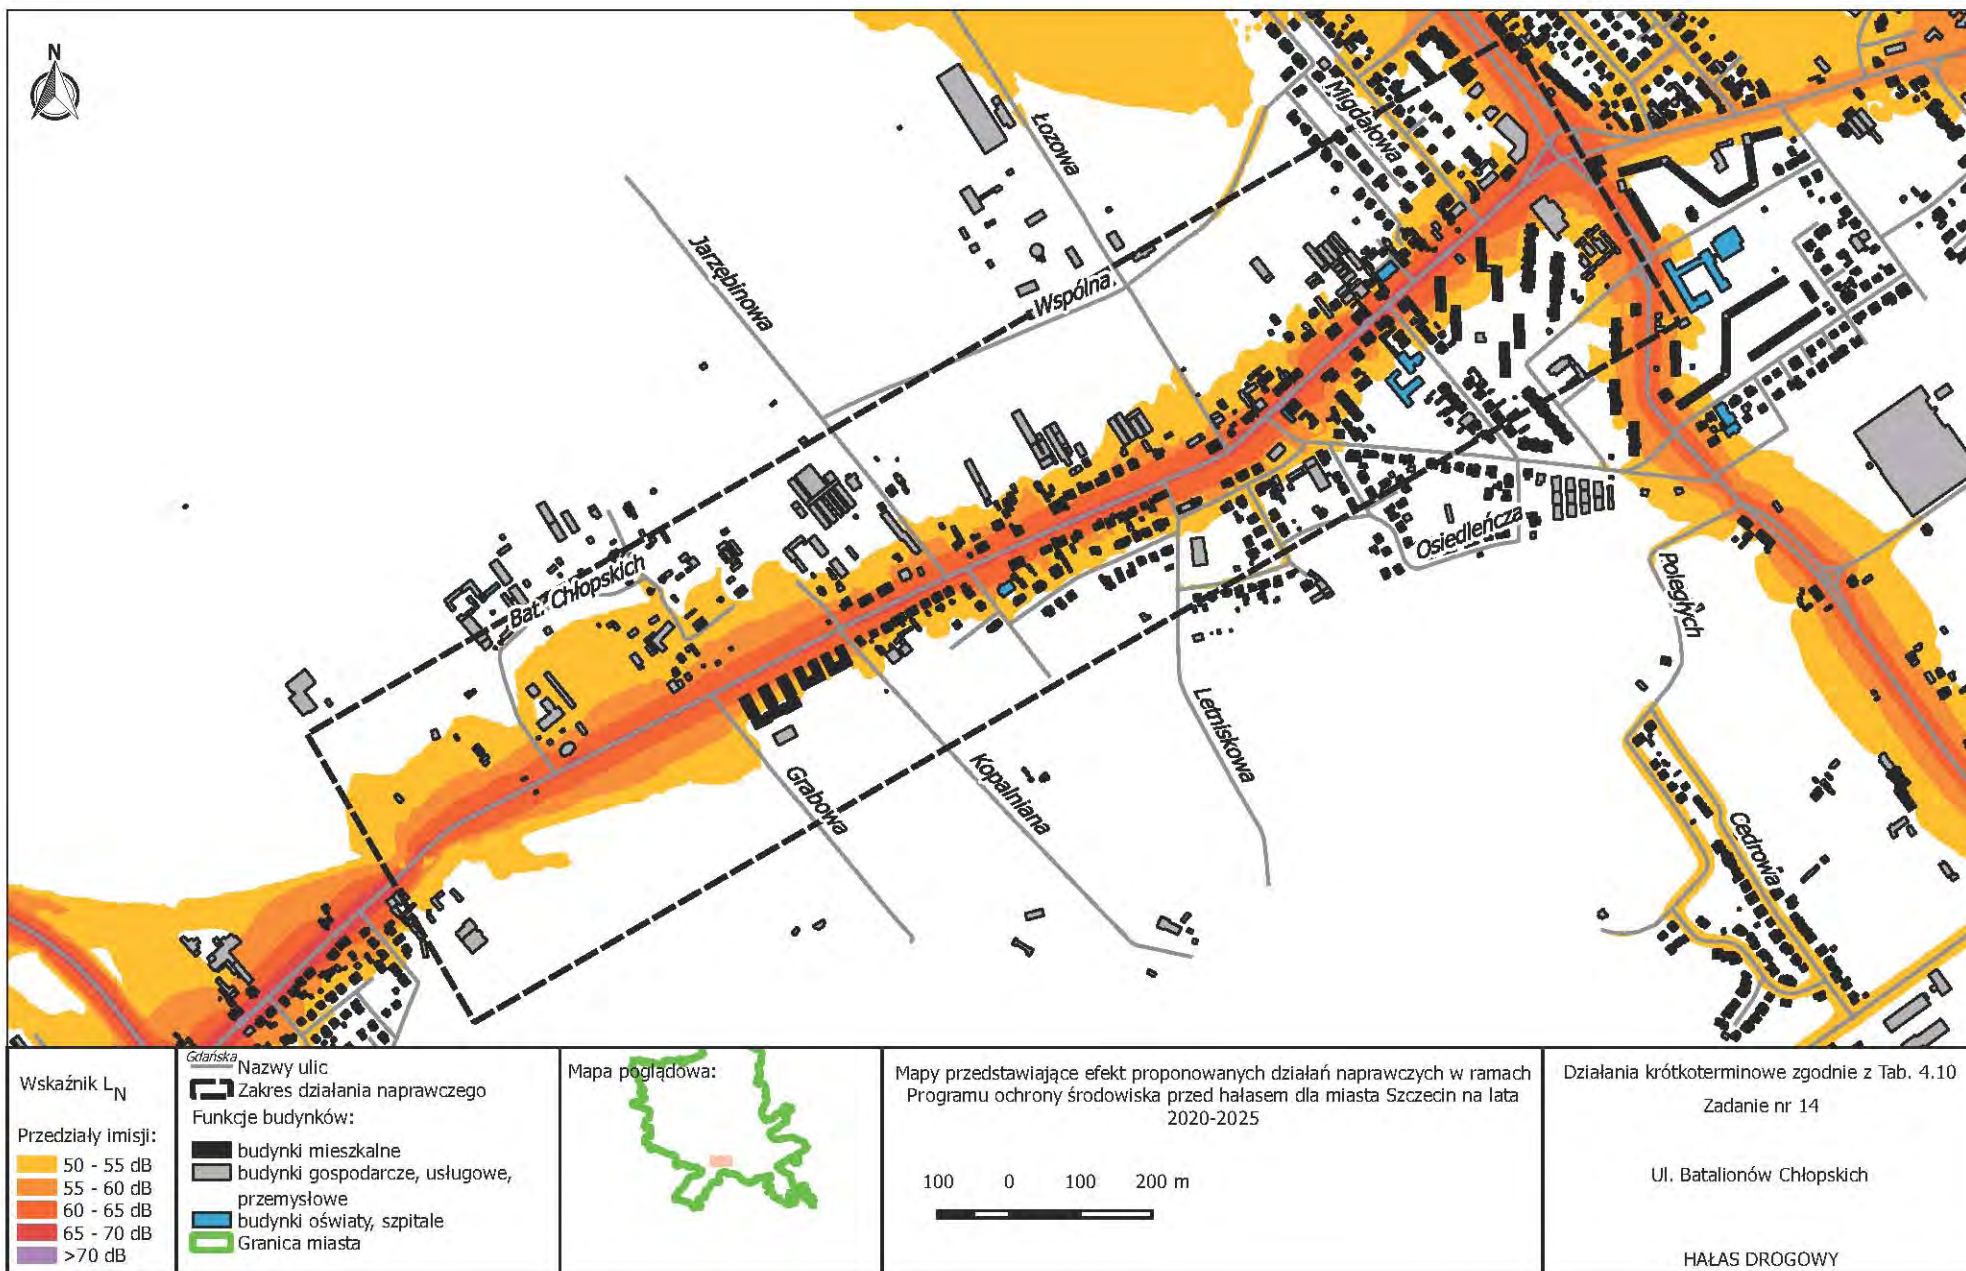 N
Migdałowa
Łozowa
Jarzębinowa
Wspólna
Bat. Chłopskich
Osiedleńcza
Poległych
Letniskowa
Kopalniana
Grabowa
Cedrowa
Wskaźnik L_N
Przedziały imisji:
50 - 55 dB
55 - 60 dB
60 - 65 dB
65 - 70 dB
>70 dB
Gdańska
Nazwy ulic
Zakres działania naprawczego
Funkcje budynków:
budynki mieszkalne
budynki gospodarcze, usługowe,
przemysłowe
budynki oświaty, szpitale
Granica miasta
Mapa poglądowa:
Mapy przedstawiające efekt proponowanych działań naprawczych w ramach
Programu ochrony środowiska przed hałasem dla miasta Szczecin na lata
2020-2025
100 0 100 200 m
Działania krótkoterminowe zgodnie z Tab. 4.10
Zadanie nr 14
Ul. Batalionów Chłopskich
HAŁAS DROGOWY